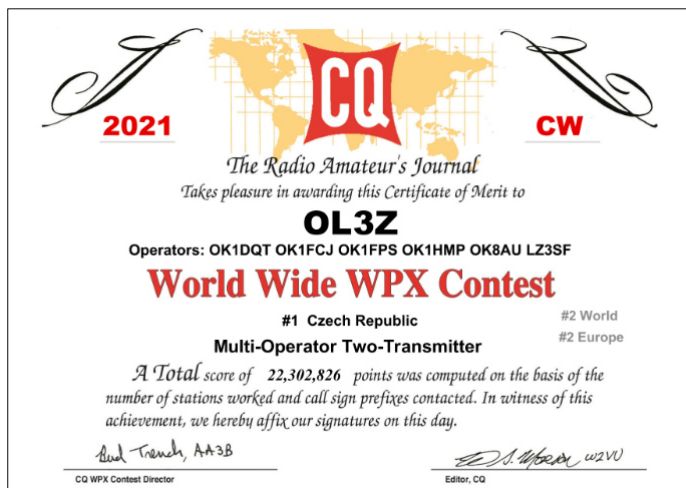 CQ
2021
CW
The Radio Amateur's Journal
Takes pleasure in awarding this Certificate of Merit to
OL3Z
Operators: OK1DQT OK1FCJ OK1FPS OK1HMP OK8AU LZ3SF
World Wide WPX Contest
#1 Czech Republic
#2 World
#2 Europe
Multi-Operator Two-Transmitter
A Total score of 22,302,826 points was computed on the basis of the
number of stations worked and call sign prefixes contacted. In witness of this
achievement, we hereby affix our signatures on this day.
Bud Trench, AA3B
W2VU
CQ WPX Contest Director
Editor, CQ